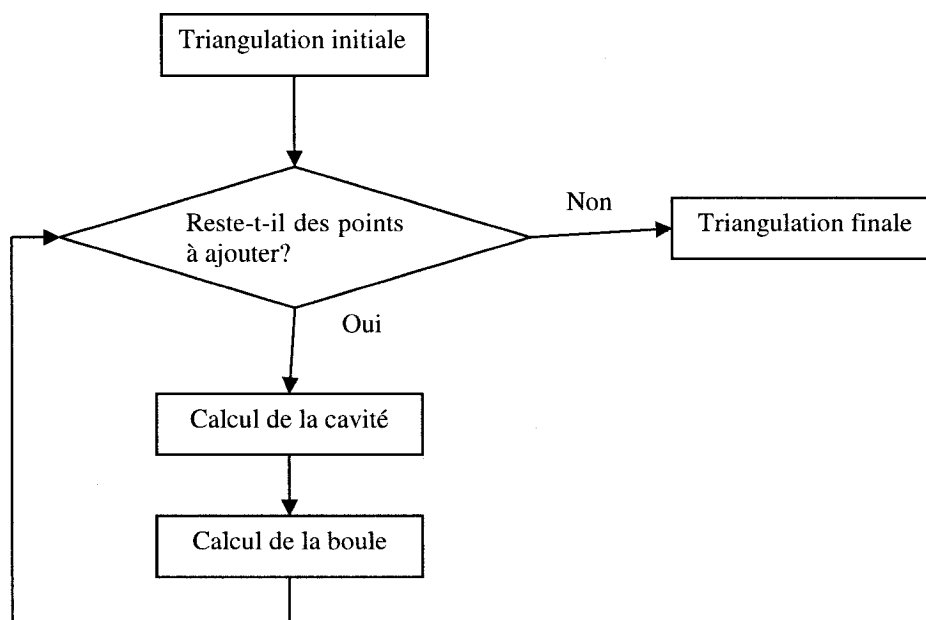 Triangulation initiale
Reste-t-il des points
à ajouter?
Non
Triangulation finale
Oui
Calcul de la cavité
Calcul de la boule